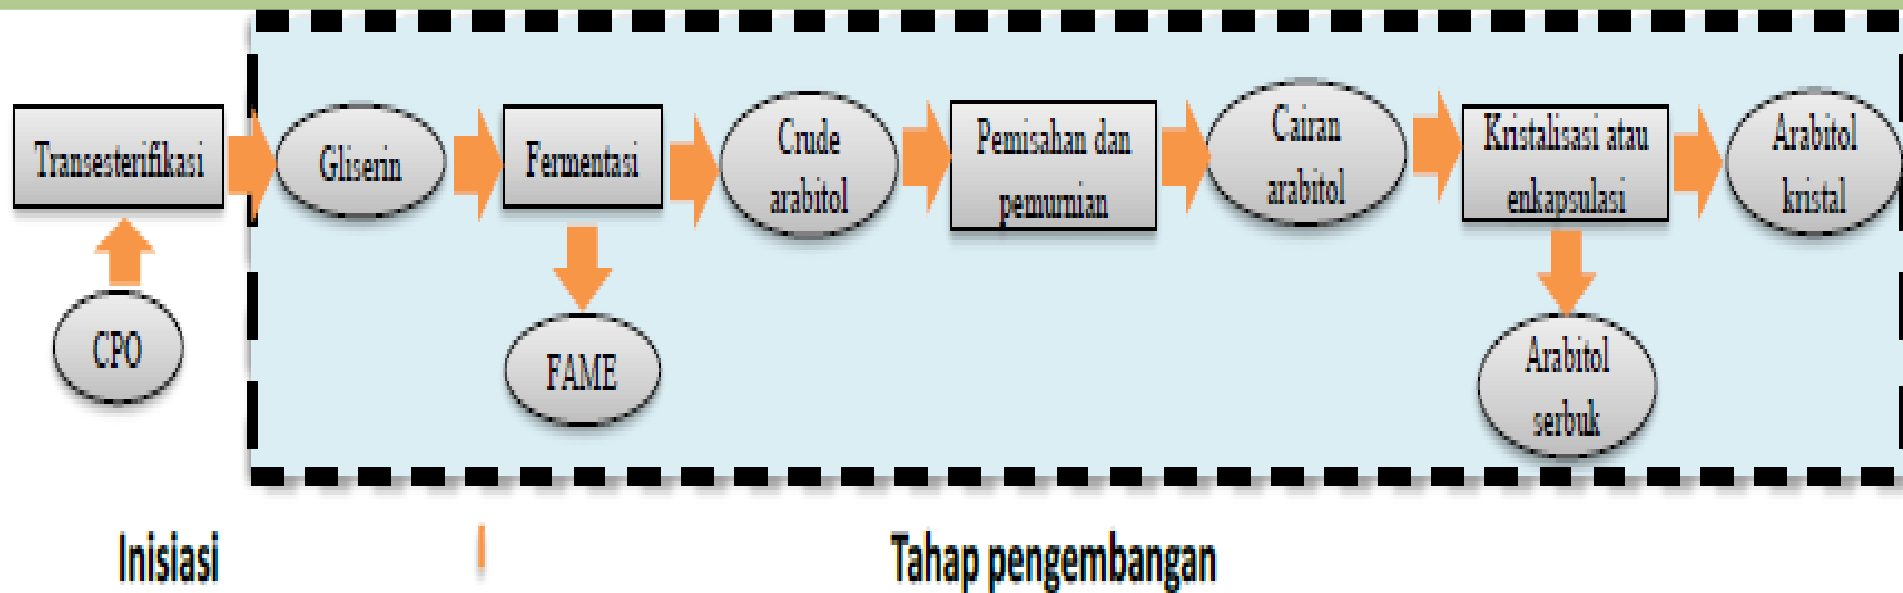 Transesterifikasi
Gliserin
Fermentasi
Crude
arabitol
Pemisahan dan
pemurnian
Cairan
arabitol
Kristalisasi atau
enkapsulasi
Arabitol
kristal
CPO
FAME
Arabitol
serbuk
Inisiasi
Tahap pengembangan